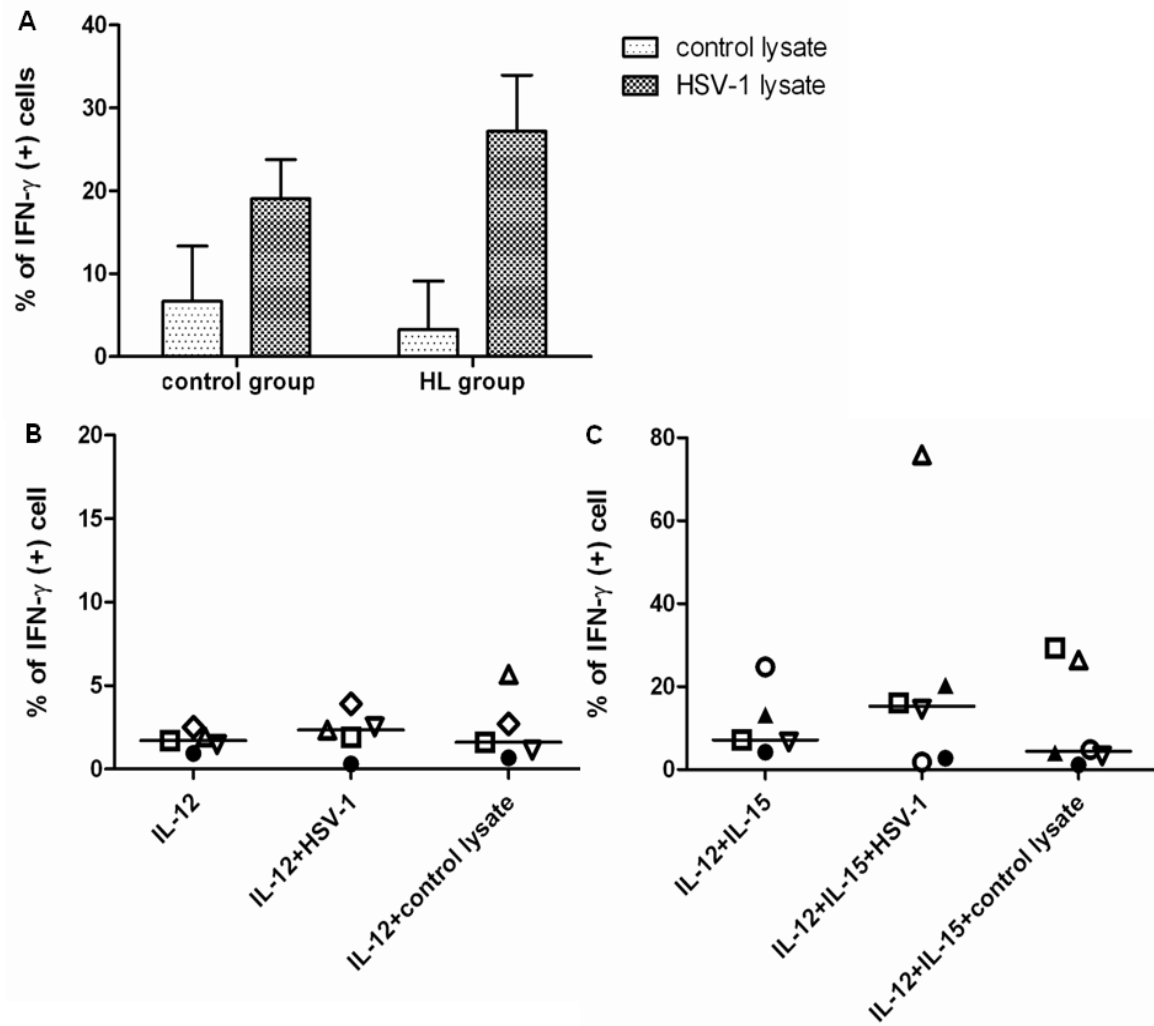 A
% of IFN-γ (+) cells
40
30
20
10
0
control group
HL group
control lysate
HSV-1 lysate
B
% of IFN-γ (+) cell
20
15
10
5
0
IL-12
IL-12+HSV-1
IL-12+control lysate
C
% of IFN-γ (+) cell
80
60
40
20
0
IL-12+IL-15
IL-12+IL-15+HSV-1
IL-12+IL-15+control lysate